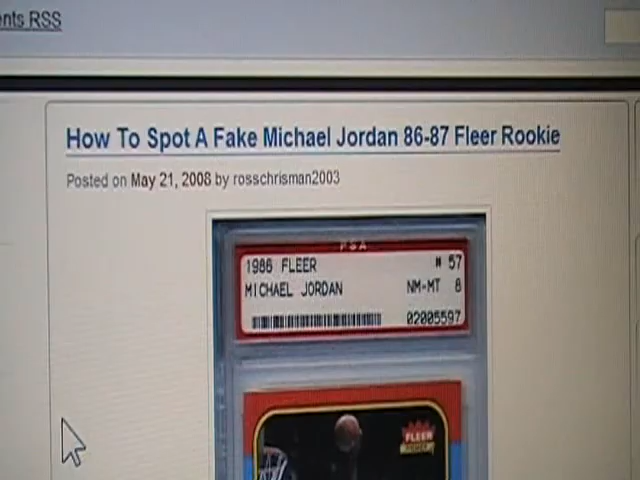 ents RSS
How To Spot A Fake Michael Jordan 86-87 Fleer Rookie
Posted on May 21, 2008 by rosschrisman2003
PSA
1986 FLEER # 57
MICHAEL JORDAN NM-MT 8
02005597
FLEER